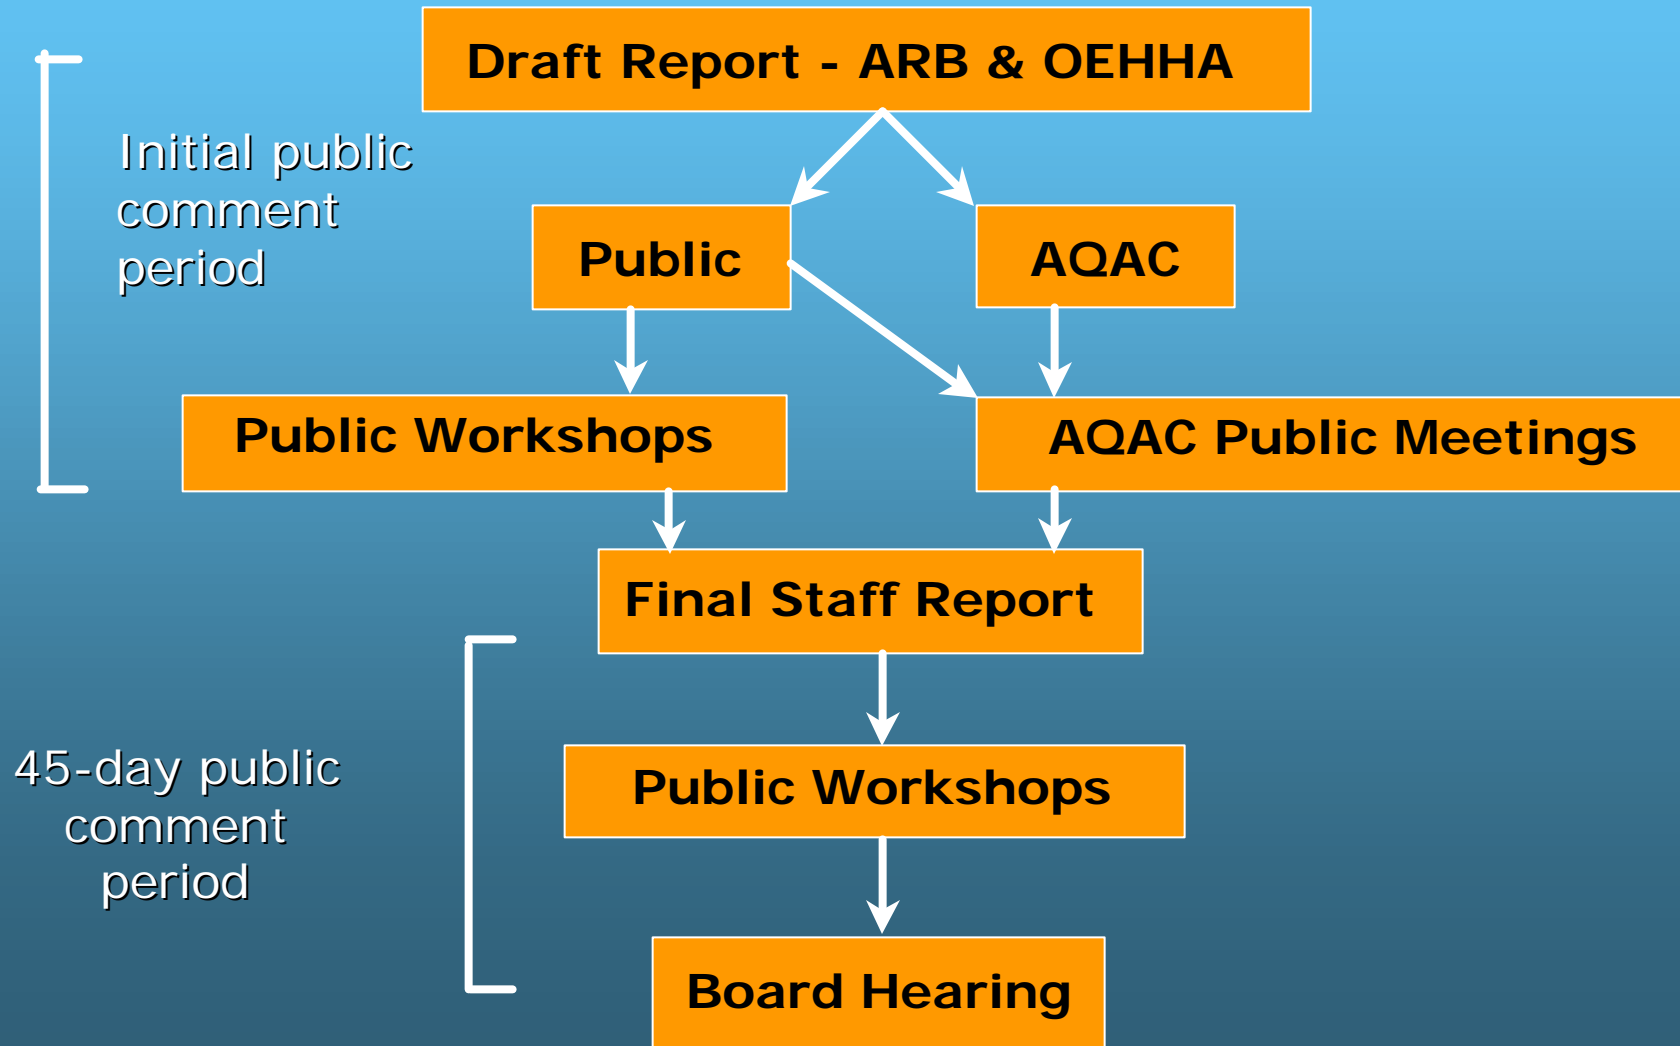 Draft Report - ARB & OEHHA
Initial public
comment
period
Public
AQAC
Public Workshops
AQAC Public Meetings
Final Staff Report
45-day public
comment
period
Public Workshops
Board Hearing